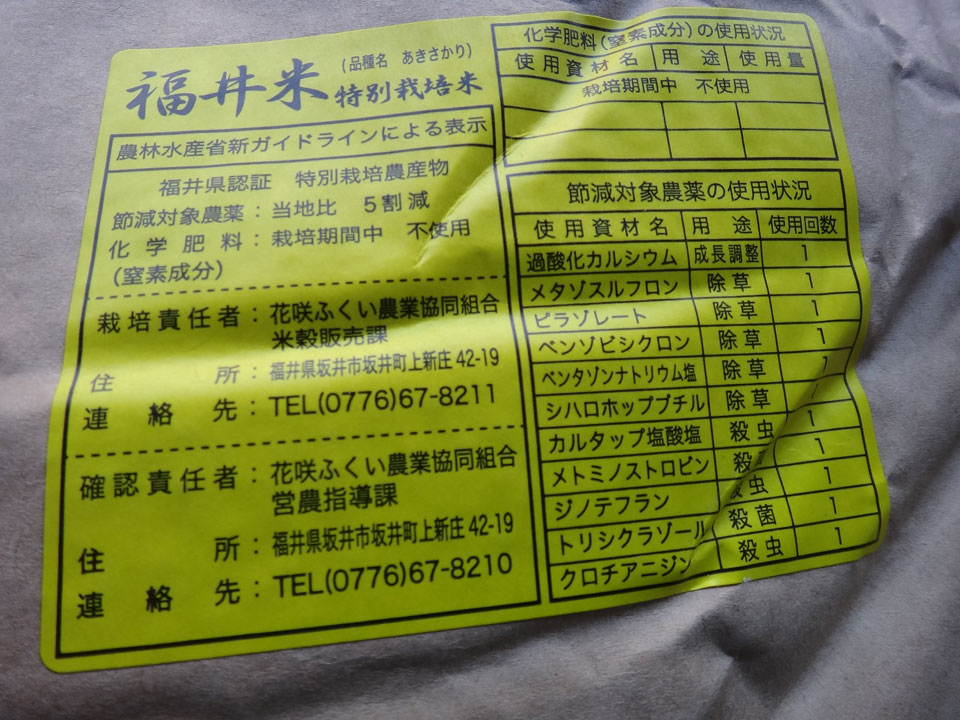 福井米
(品種名 あきさかり)
特別栽培米
農林水産省新ガイドラインによる表示
福井県認証 特別栽培農産物
節減対象農薬：当地比 5割減
化学肥料：栽培期間中 不使用
(窒素成分)
栽培責任者：花咲ふくい農業協同組合
米穀販売課
住所：福井県坂井市坂井町上新庄 42-19
連絡先：TEL(0776)67-8211
確認責任者：花咲ふくい農業協同組合
営農指導課
住所：福井県坂井市坂井町上新庄 42-19
連絡先：TEL(0776)67-8210
化学肥料(窒素成分)の使用状況
使用資材名 用途 使用量
栽培期間中 不使用
節減対象農薬の使用状況
使用資材名 用途 使用回数
過酸化カルシウム 成長調整 1
メタゾスルフロン 除草 1
ピラゾレート 除草 1
ベンゾビシクロン 除草 1
ベンタゾンナトリウム塩 除草 1
シハロホップブチル 除草 1
カルタップ塩酸塩 殺虫 1
メトミノストロビン 殺 1
ジノテフラン 殺虫 1
トリシクラゾール 殺菌 1
クロチアニジン 殺虫 1